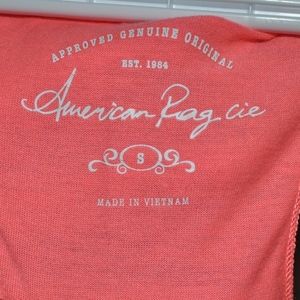 APPROVED GENUINE ORIGINAL
EST. 1984
American Rag cie
S
MADE IN VIETNAM